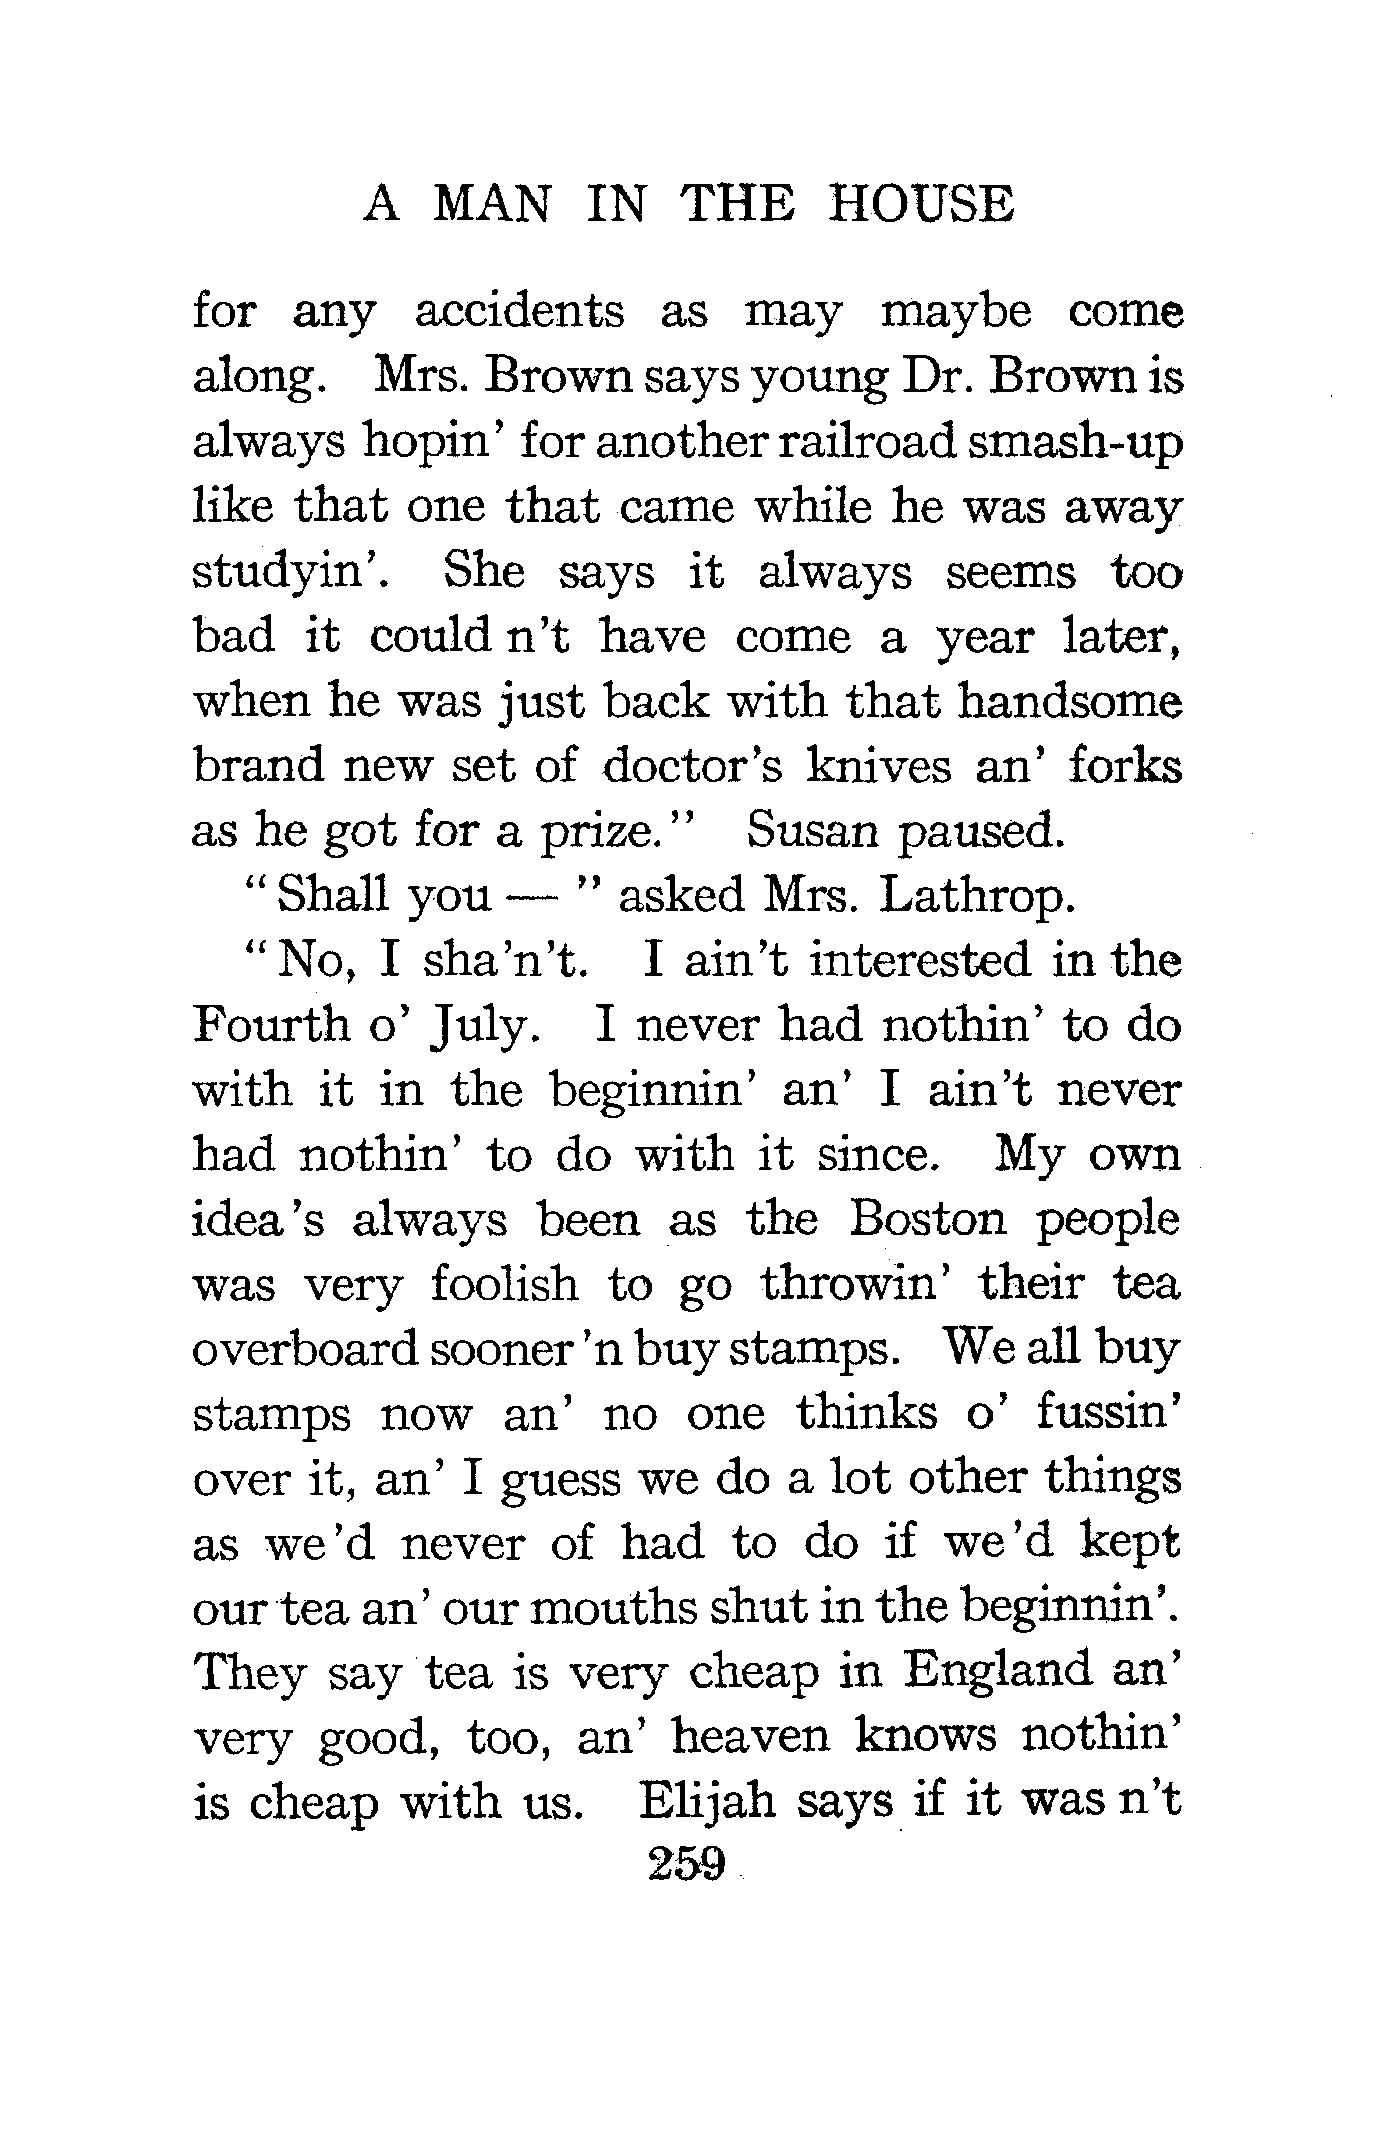 A MAN IN THE HOUSE
for any accidents as may maybe come
along. Mrs. Brown says young Dr. Brown is
always hopin' for another railroad smash-up
like that one that came while he was away
studyin'. She says it always seems too
bad it could n't have come a year later,
when he was just back with that handsome
brand new set of doctor's knives an' forks
as he got for a prize." Susan paused.
"Shall you — " asked Mrs. Lathrop.
"No, I sha'n't. I ain't interested in the
Fourth o' July. I never had nothin' to do
with it in the beginnin' an' I ain't never
had nothin' to do with it since. My own
idea 's always been as the Boston people
was very foolish to go throwin' their tea
overboard sooner 'n buy stamps. We all buy
stamps now an' no one thinks o' fussin'
over it, an' I guess we do a lot other things
as we 'd never of had to do if we 'd kept
our tea an' our mouths shut in the beginnin'.
They say tea is very cheap in England an'
very good, too, an' heaven knows nothin'
is cheap with us. Elijah says if it was n't
259